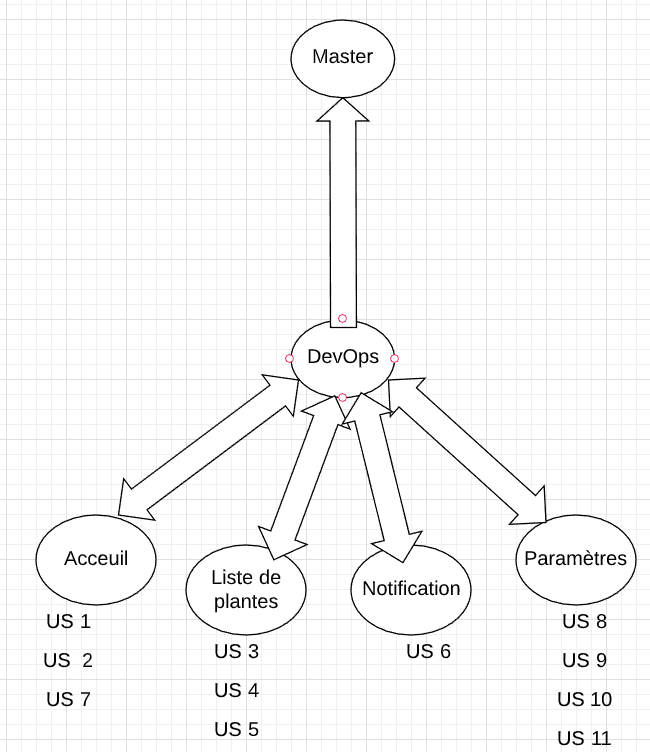 Master
DevOps
Acceuil
US 1
US  2
US 7
Liste de
plantes
US 3
US 4
US 5
Notification
US 6
Paramètres
US 8
US 9
US 10
US 11